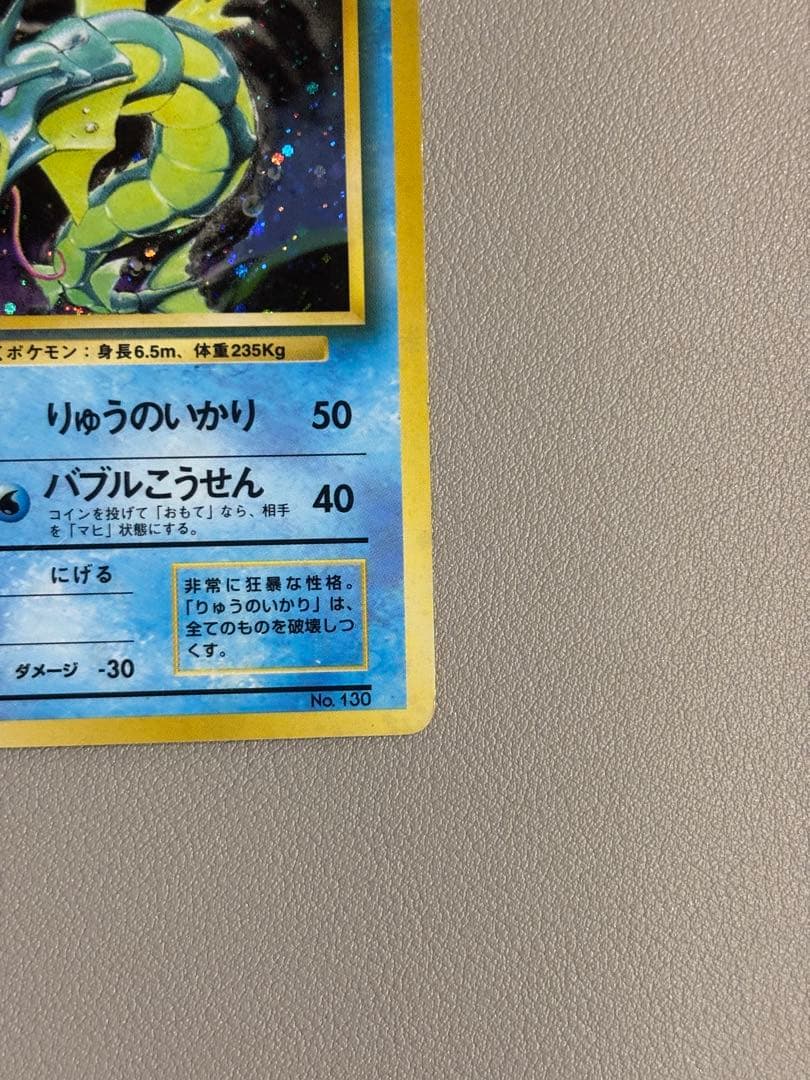 くポケモン：身長6.5m、体重235Kg
りゅうのいかり 50
バブルこうせん 40
コインを投げて「おもて」なら、相手
を「マヒ」状態にする。
にげる
非常に狂暴な性格。
「りゅうのいかり」は、
全てのものを破壊しつ
くす。
ダメージ -30
No. 130